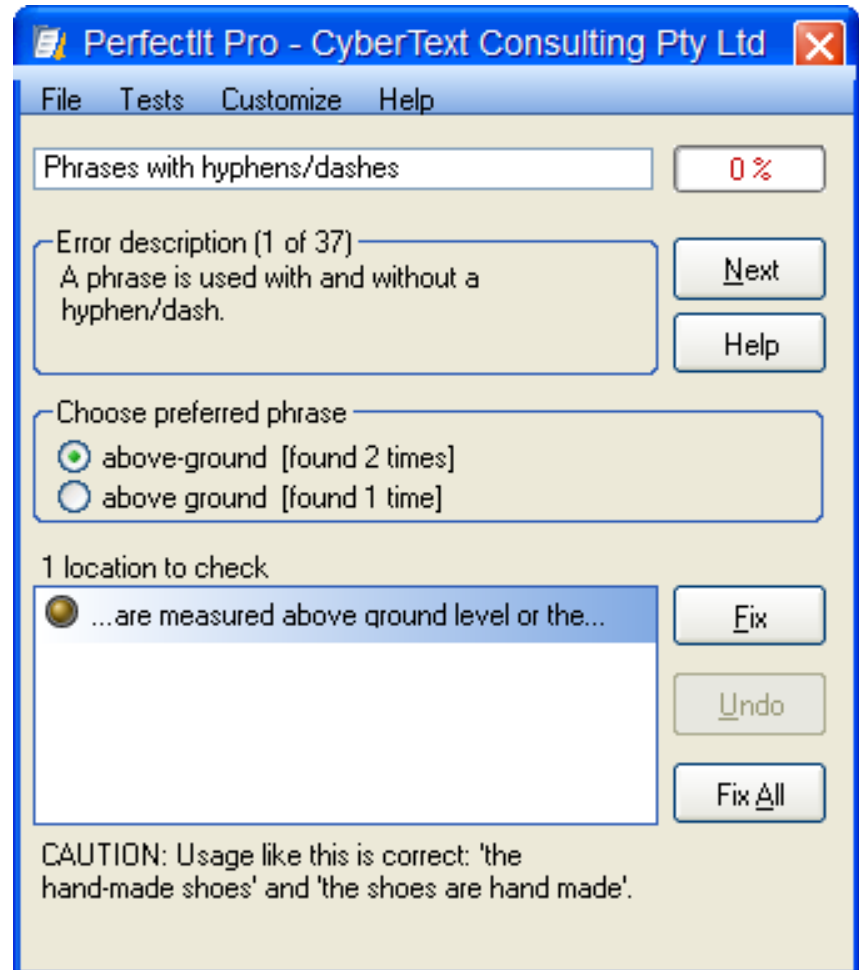 PerfectIt Pro - CyberText Consulting Pty Ltd
File Tests Customize Help
Phrases with hyphens/dashes 0 %
Error description (1 of 37)
A phrase is used with and without a
hyphen/dash.
Next
Help
Choose preferred phrase
above-ground [found 2 times]
above ground [found 1 time]
1 location to check
...are measured above ground level or the...
Fix
Undo
Fix All
CAUTION: Usage like this is correct: 'the
hand-made shoes' and 'the shoes are hand made'.